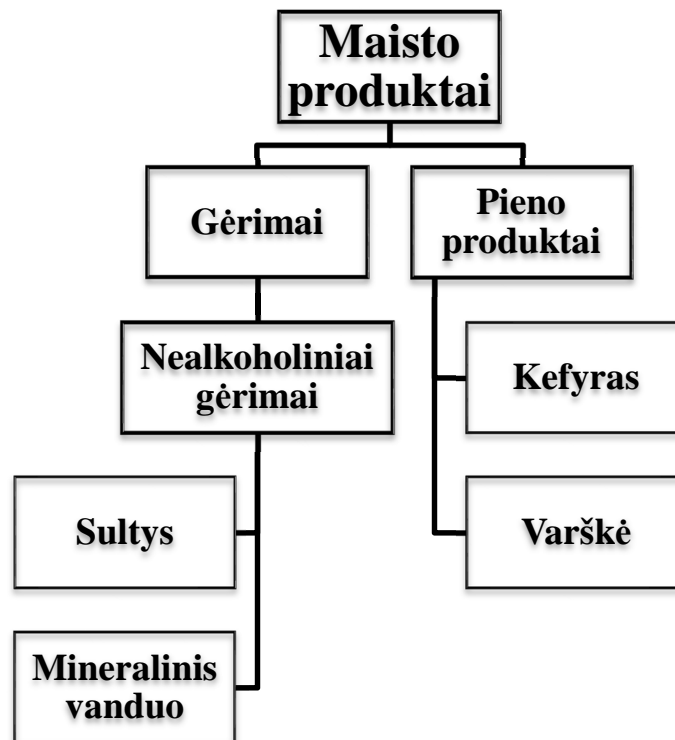 Maisto
produktai
Gėrimai
Pieno
produktai
Nealkoholiniai
gėrimai
Kefyras
Sultys
Varškė
Mineralinis
vanduo